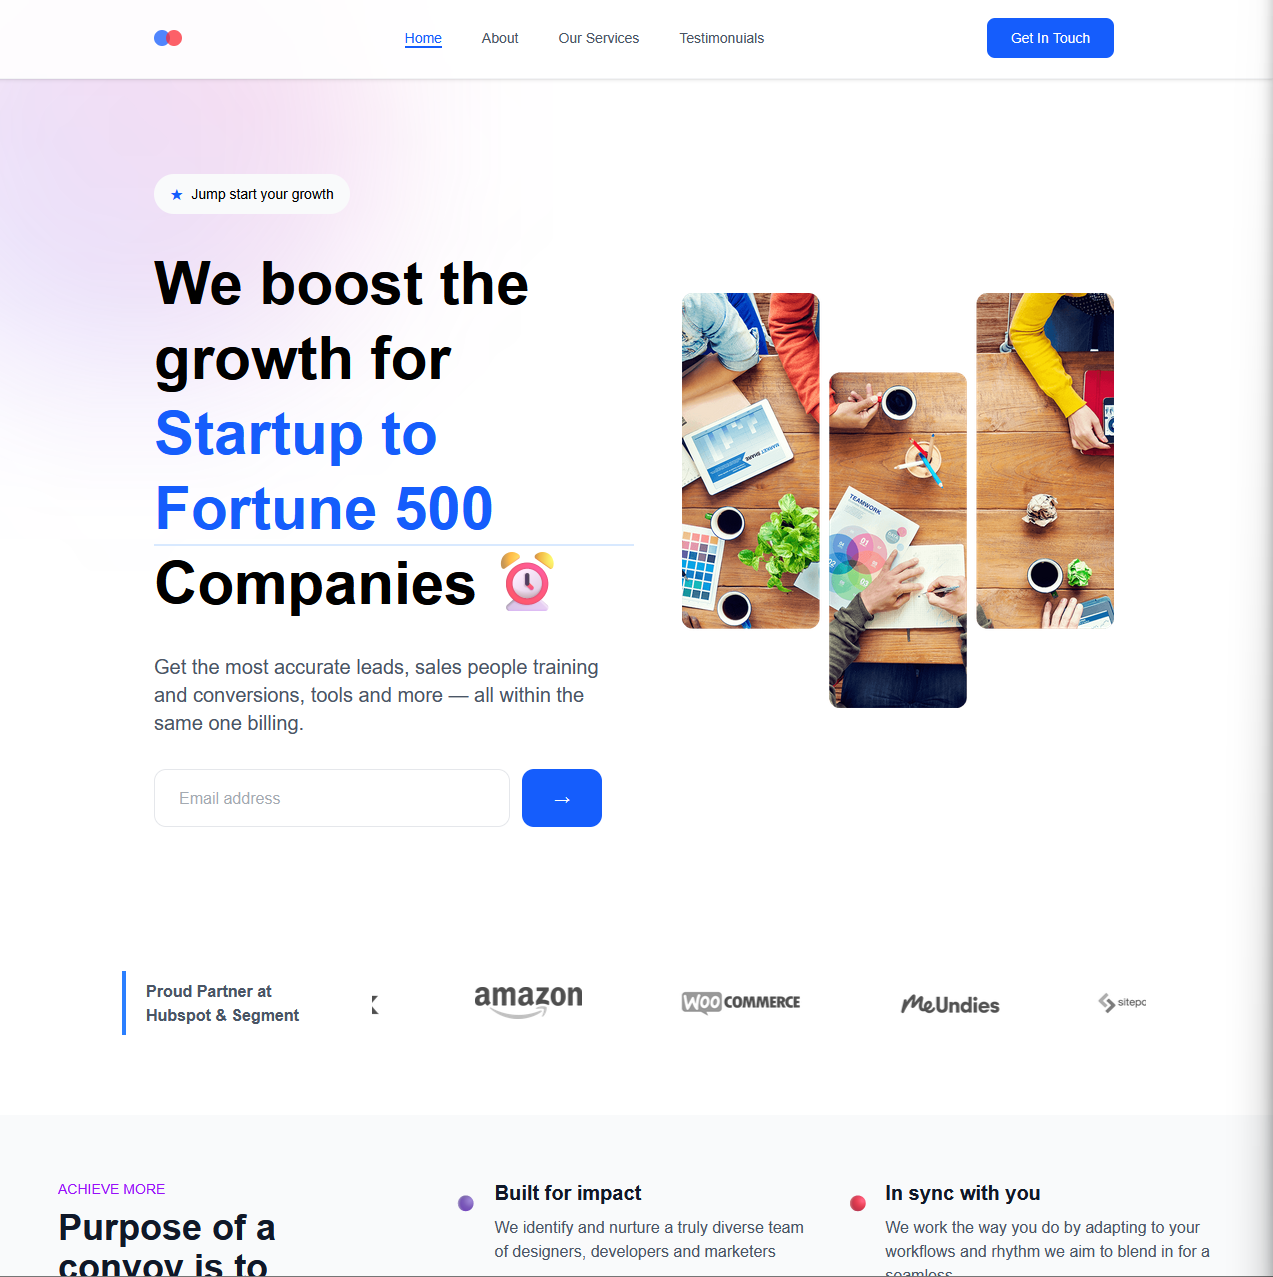 Home
About
Our Services
Testimonuials
Get In Touch
★ Jump start your growth
We boost the
growth for
Startup to
Fortune 500
Companies ⏰
Get the most accurate leads, sales people training
and conversions, tools and more — all within the
same one billing.
Email address
→
MARKET SHARE
TEAMWORK
Proud Partner at
Hubspot & Segment
amazon
WOO COMMERCE
MeUndies
sitepo
ACHIEVE MORE
Purpose of a
convoy is to
Built for impact
We identify and nurture a truly diverse team
of designers, developers and marketers
In sync with you
We work the way you do by adapting to your
workflows and rhythm we aim to blend in for a
seamless